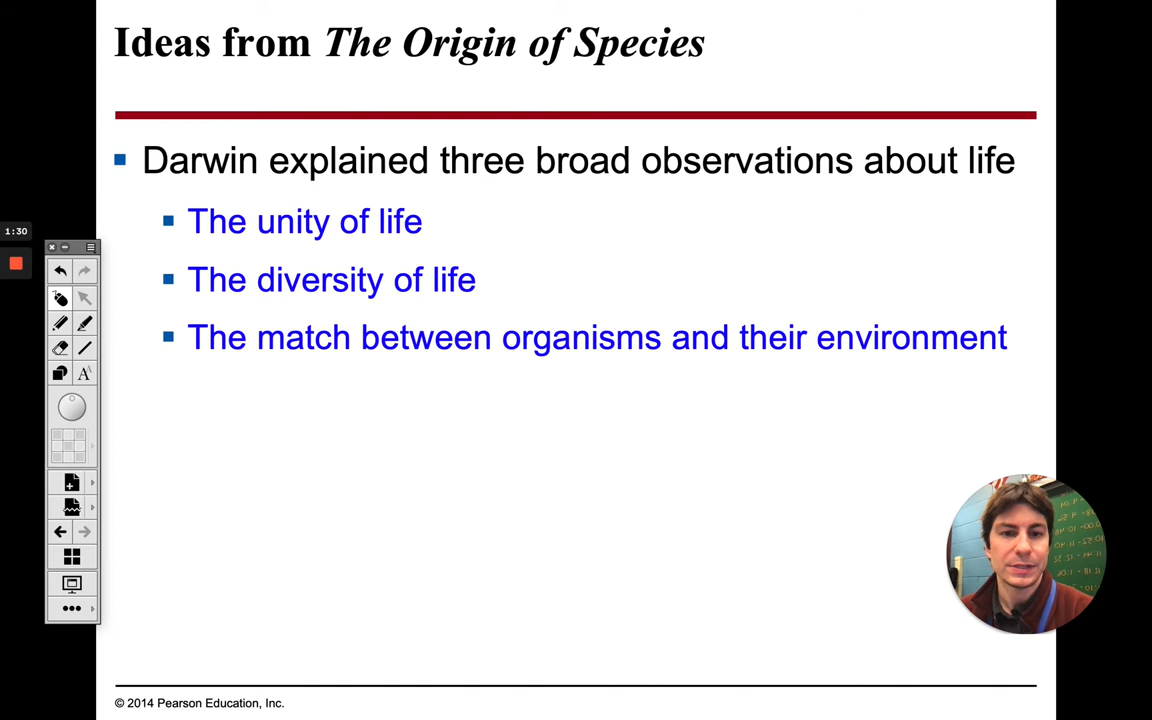 Ideas from The Origin of Species
Darwin explained three broad observations about life
The unity of life
1:30
The diversity of life
The match between organisms and their environment
© 2014 Pearson Education, Inc.